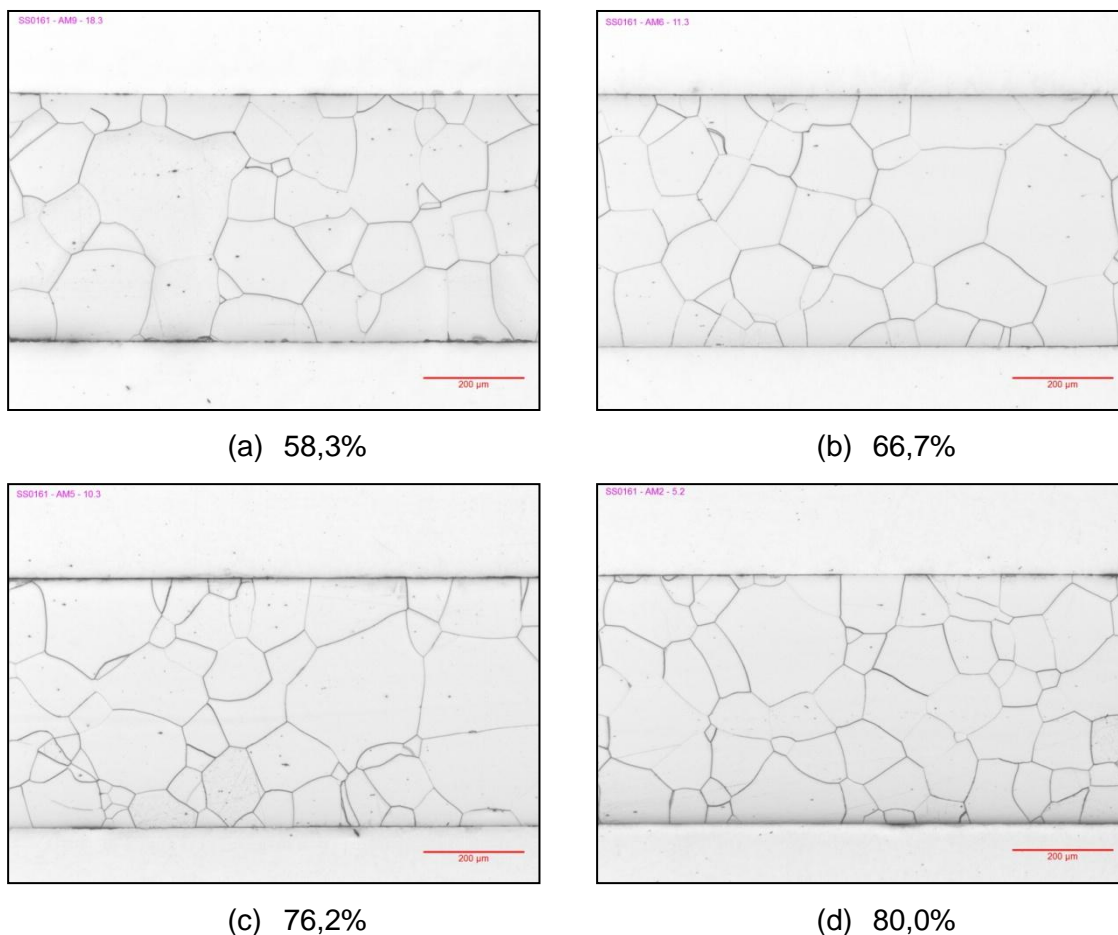 SS0161 - AM9 - 18.3
200 µm
(a) 58,3%
SS0161 - AM6 - 11.3
200 µm
(b) 66,7%
SS0161 - AM5 - 10.3
200 µm
(c) 76,2%
SS0161 - AM2 - 5.2
200 µm
(d) 80,0%